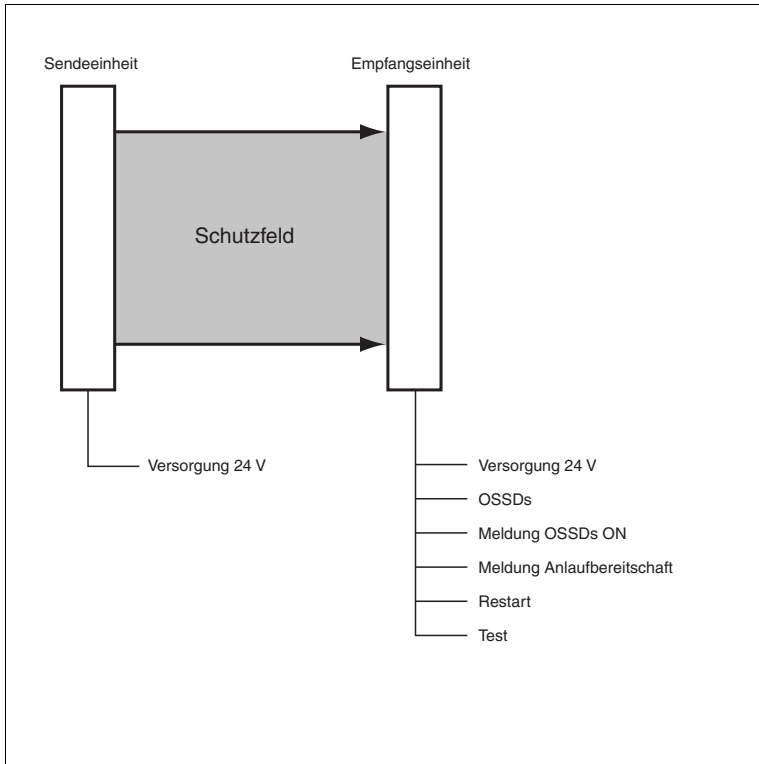 Sendeeinheit
Empfangseinheit
Schutzfeld
Versorgung 24 V
Versorgung 24 V
OSSDs
Meldung OSSDs ON
Meldung Anlaufbereitschaft
Restart
Test